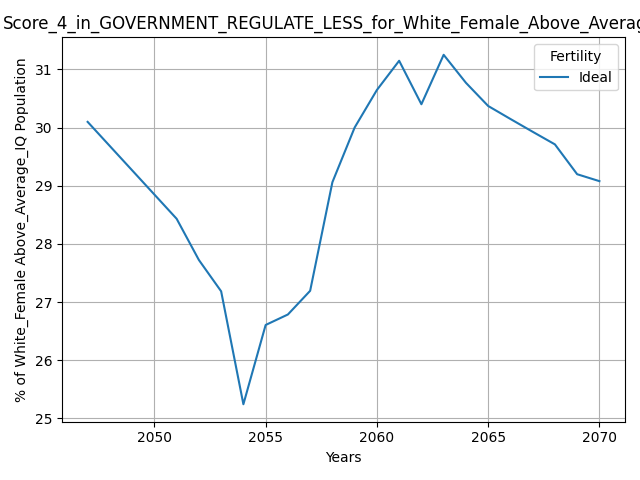 Score_4_in_GOVERNMENT_REGULATE_LESS_for_White_Female_Above_Averag
Fertility
Ideal
% of White_Female Above_Average_IQ Population
31
30
29
28
27
26
25
2050 2055 2060 2065 2070
Years